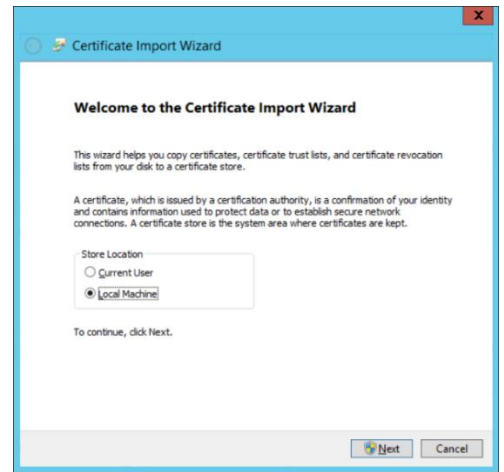 x
Certificate Import Wizard
Welcome to the Certificate Import Wizard
This wizard helps you copy certificates, certificate trust lists, and certificate revocation
lists from your disk to a certificate store.
A certificate, which is issued by a certification authority, is a confirmation of your identity
and contains information used to protect data or to establish secure network
connections. A certificate store is the system area where certificates are kept.
Store Location
Current User
Local Machine
To continue, click Next.
Next Cancel